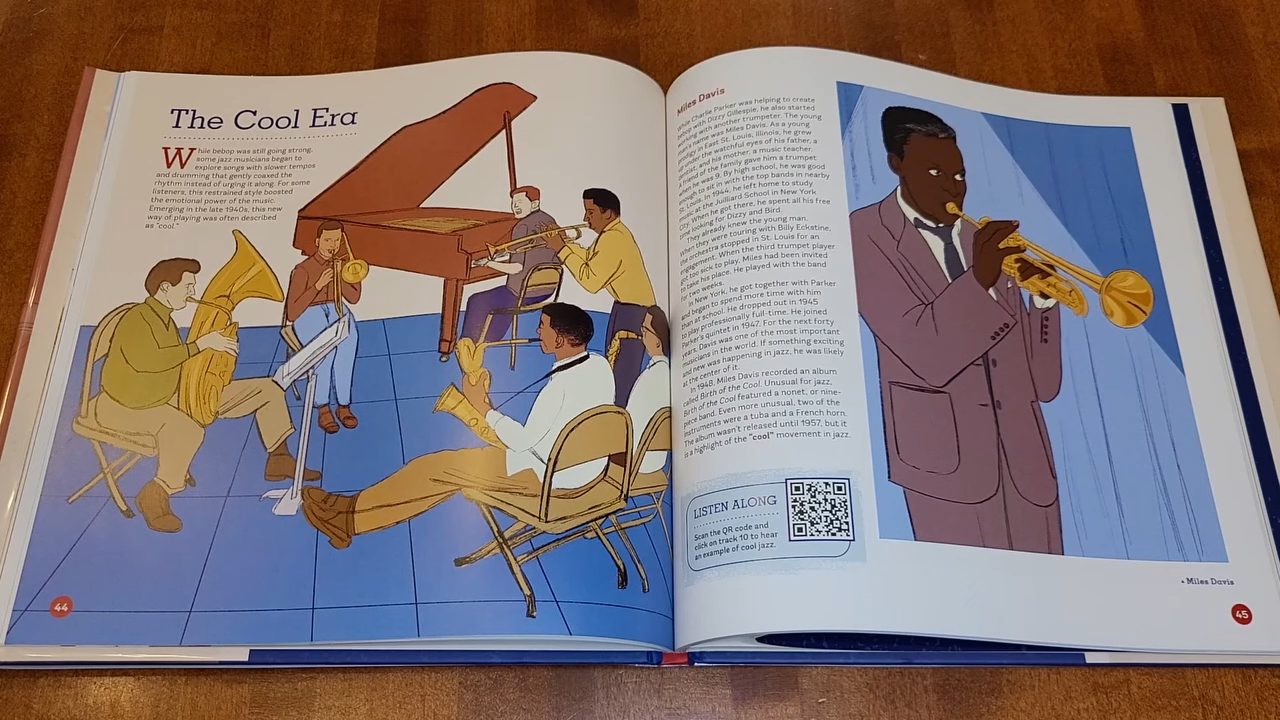 The Cool Era
While bebop was still going strong,
some jazz musicians began to
explore songs with slower tempos
and drumming that gently coaxed the
rhythm instead of urging it along. For some
listeners, this restrained style boosted
the emotional power of the music.
Emerging in the late 1940s, this new
way of playing was often described
as "cool."
44
Miles Davis
While Charlie Parker was helping to create
bebop with Dizzy Gillespie, he also started
working with another trumpeter. The young
man's name was Miles Davis. As a young
prodigy in East St. Louis, Illinois, he grew
up under the watchful eyes of his father, a
dentist, and his mother, a music teacher.
A friend of the family gave him a trumpet
when he was 9. By high school, he was good
enough to sit in with the top bands in nearby
St. Louis. In 1944, he left home to study
music at the Juilliard School in New York
City. When he got there, he spent all his free
time looking for Dizzy and Bird.
They already knew the young man.
When they were touring with Billy Eckstine,
the orchestra stopped in St. Louis for an
engagement. When the third trumpet player
got too sick to play, Miles had been invited
to take his place. He played with the band
for two weeks.
In New York, he got together with Parker
and began to spend more time with him
than at school. He dropped out in 1945
to play professionally full-time. He joined
Parker's quintet in 1947. For the next forty
years, Davis was one of the most important
musicians in the world. If something exciting
and new was happening in jazz, he was likely
at the center of it.
In 1948, Miles Davis recorded an album
called Birth of the Cool. Unusual for jazz,
Birth of the Cool featured a nonet, or nine-
piece band. Even more unusual, two of the
instruments were a tuba and a French horn.
The album wasn't released until 1957, but it
is a highlight of the "cool" movement in jazz.
LISTEN ALONG
Scan the QR code and
click on track 10 to hear
an example of cool jazz.
• Miles Davis
45